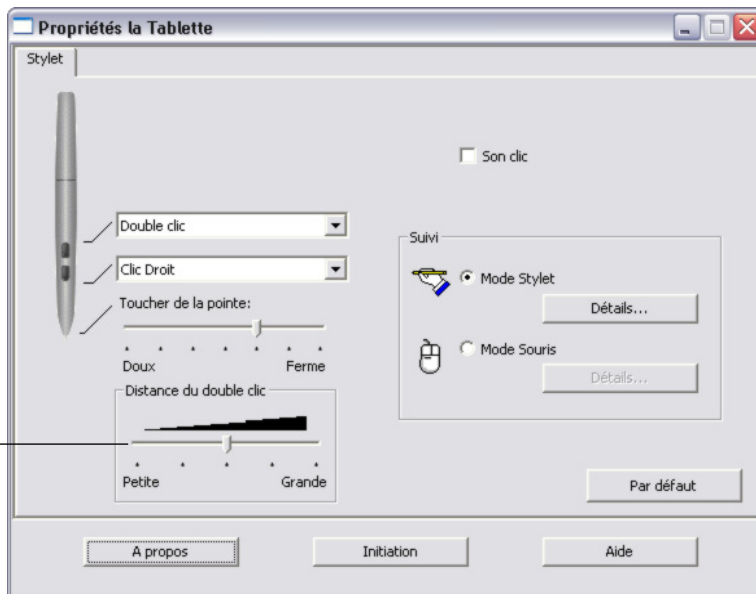 Propriétés la Tablette
Stylet
Son clic
Double clic
Clic Droit
Toucher de la pointe:
Doux Ferme
Distance du double clic
Petite Grande
Suivi
Mode Stylet
Détails...
Mode Souris
Détails...
Par défaut
A propos Initiation Aide